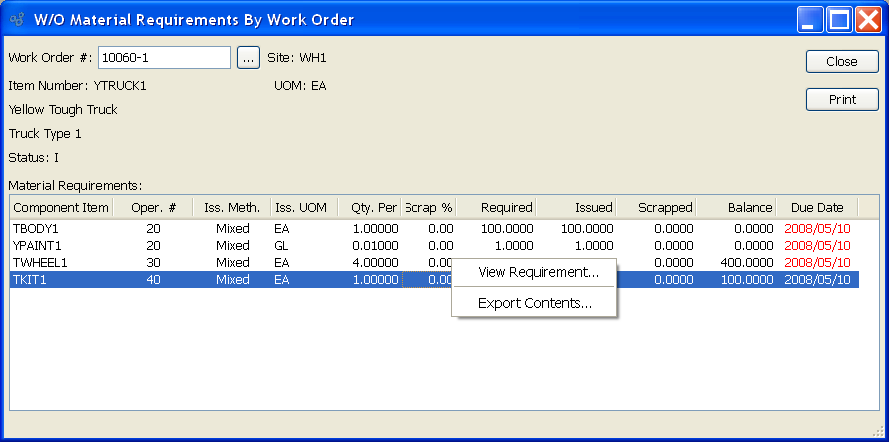 W/O Material Requirements By Work Order
Work Order #: 10060-1 ... Site: WH1
Close
Item Number: YTRUCK1 UOM: EA
Print
Yellow Tough Truck
Truck Type 1
Status: I
Material Requirements:
Component Item Oper. # Iss. Meth. Iss. UOM Qty. Per Scrap % Required Issued Scrapped Balance Due Date
TBODY1 20 Mixed EA 1.00000 0.00 100.0000 100.0000 0.0000 0.0000 2008/05/10
YPAINT1 20 Mixed GL 0.01000 0.00 1.0000 1.0000 0.0000 0.0000 2008/05/10
TWHEEL1 30 Mixed EA 4.00000 0.00 0.0000 400.0000 2008/05/10
TKIT1 40 Mixed EA 1.00000 0.00 0.0000 100.0000 2008/05/10
View Requirement...
Export Contents...